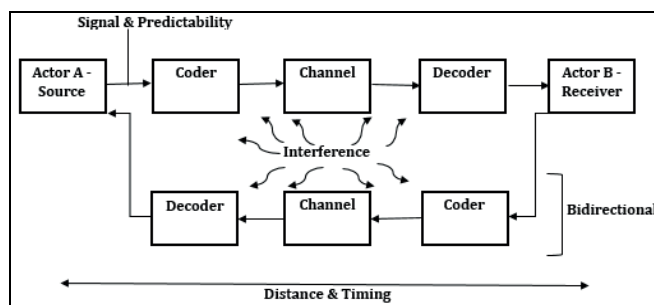 Signal & Predictability
Actor A -
Source
Coder
Channel
Decoder
Actor B -
Receiver
Interference
Decoder
Channel
Coder
Bidirectional
Distance & Timing